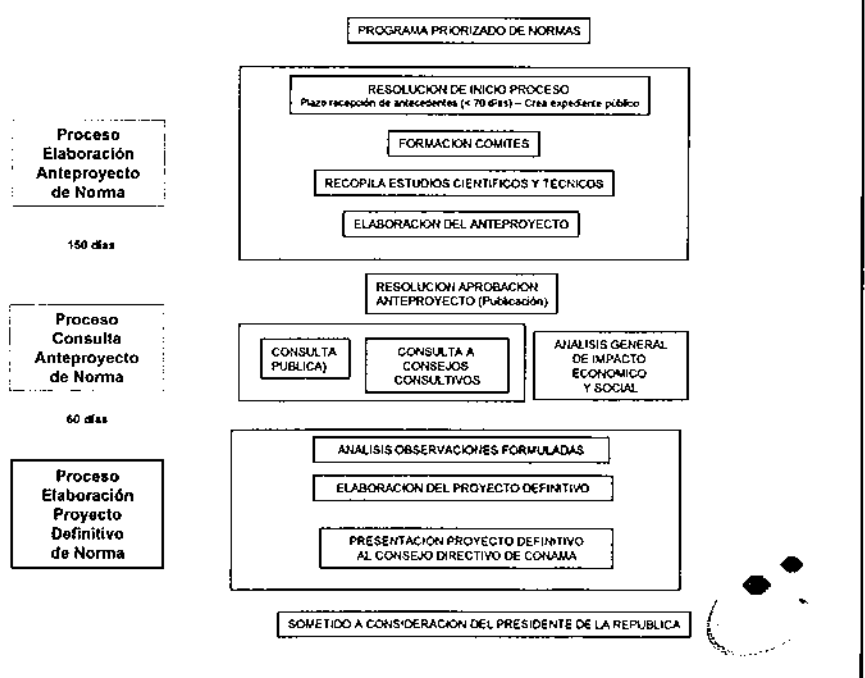 PROGRAMA PRIORIZADO DE NORMAS
RESOLUCION DE INICIO PROCESO
Plazo recepción de antecedentes (< 70 días) – Crea expediente público
Proceso
Elaboración
Anteproyecto
de Norma
FORMACION COMITES
RECOPILA ESTUDIOS CIENTIFICOS Y TECNICOS
ELABORACION DEL ANTEPROYECTO
150 días
RESOLUCION APROBACION
ANTEPROYECTO (Publicación)
Proceso
Consulta
Anteproyecto
de Norma
CONSULTA
PUBLICA)
CONSULTA A
CONSEJOS
CONSULTIVOS
ANALISIS GENERAL
DE IMPACTO
ECONOMICO
Y SOCIAL
60 días
ANALISIS OBSERVACIONES FORMULADAS
Proceso
Elaboración
Proyecto
Definitivo
de Norma
ELABORACION DEL PROYECTO DEFINITIVO
PRESENTACION PROYECTO DEFINITIVO
AL CONSEJO DIRECTIVO DE CONAMA
SOMETIDO A CONSIDERACION DEL PRESIDENTE DE LA REPUBLICA